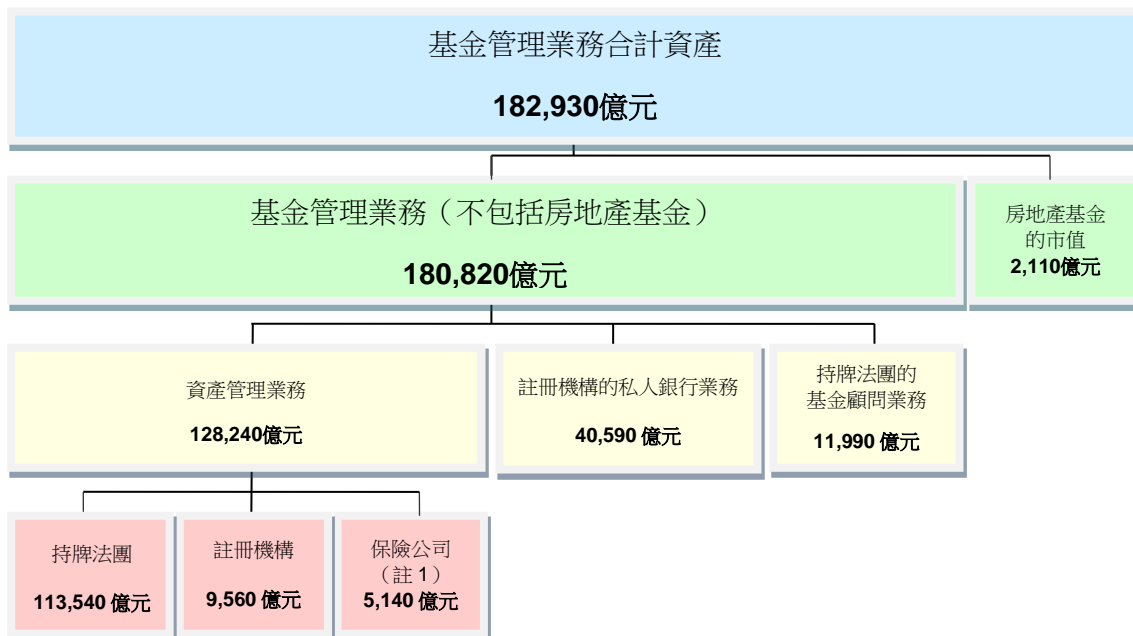 基金管理業務合計資產
182,930億元
基金管理業務（不包括房地產基金）
180,820億元
房地產基金
的市值
2,110億元
資產管理業務
128,240億元
註冊機構的私人銀行業務
40,590 億元
持牌法團的
基金顧問業務
11,990 億元
持牌法團
113,540 億元
註冊機構
9,560 億元
保險公司
（註 1）
5,140 億元